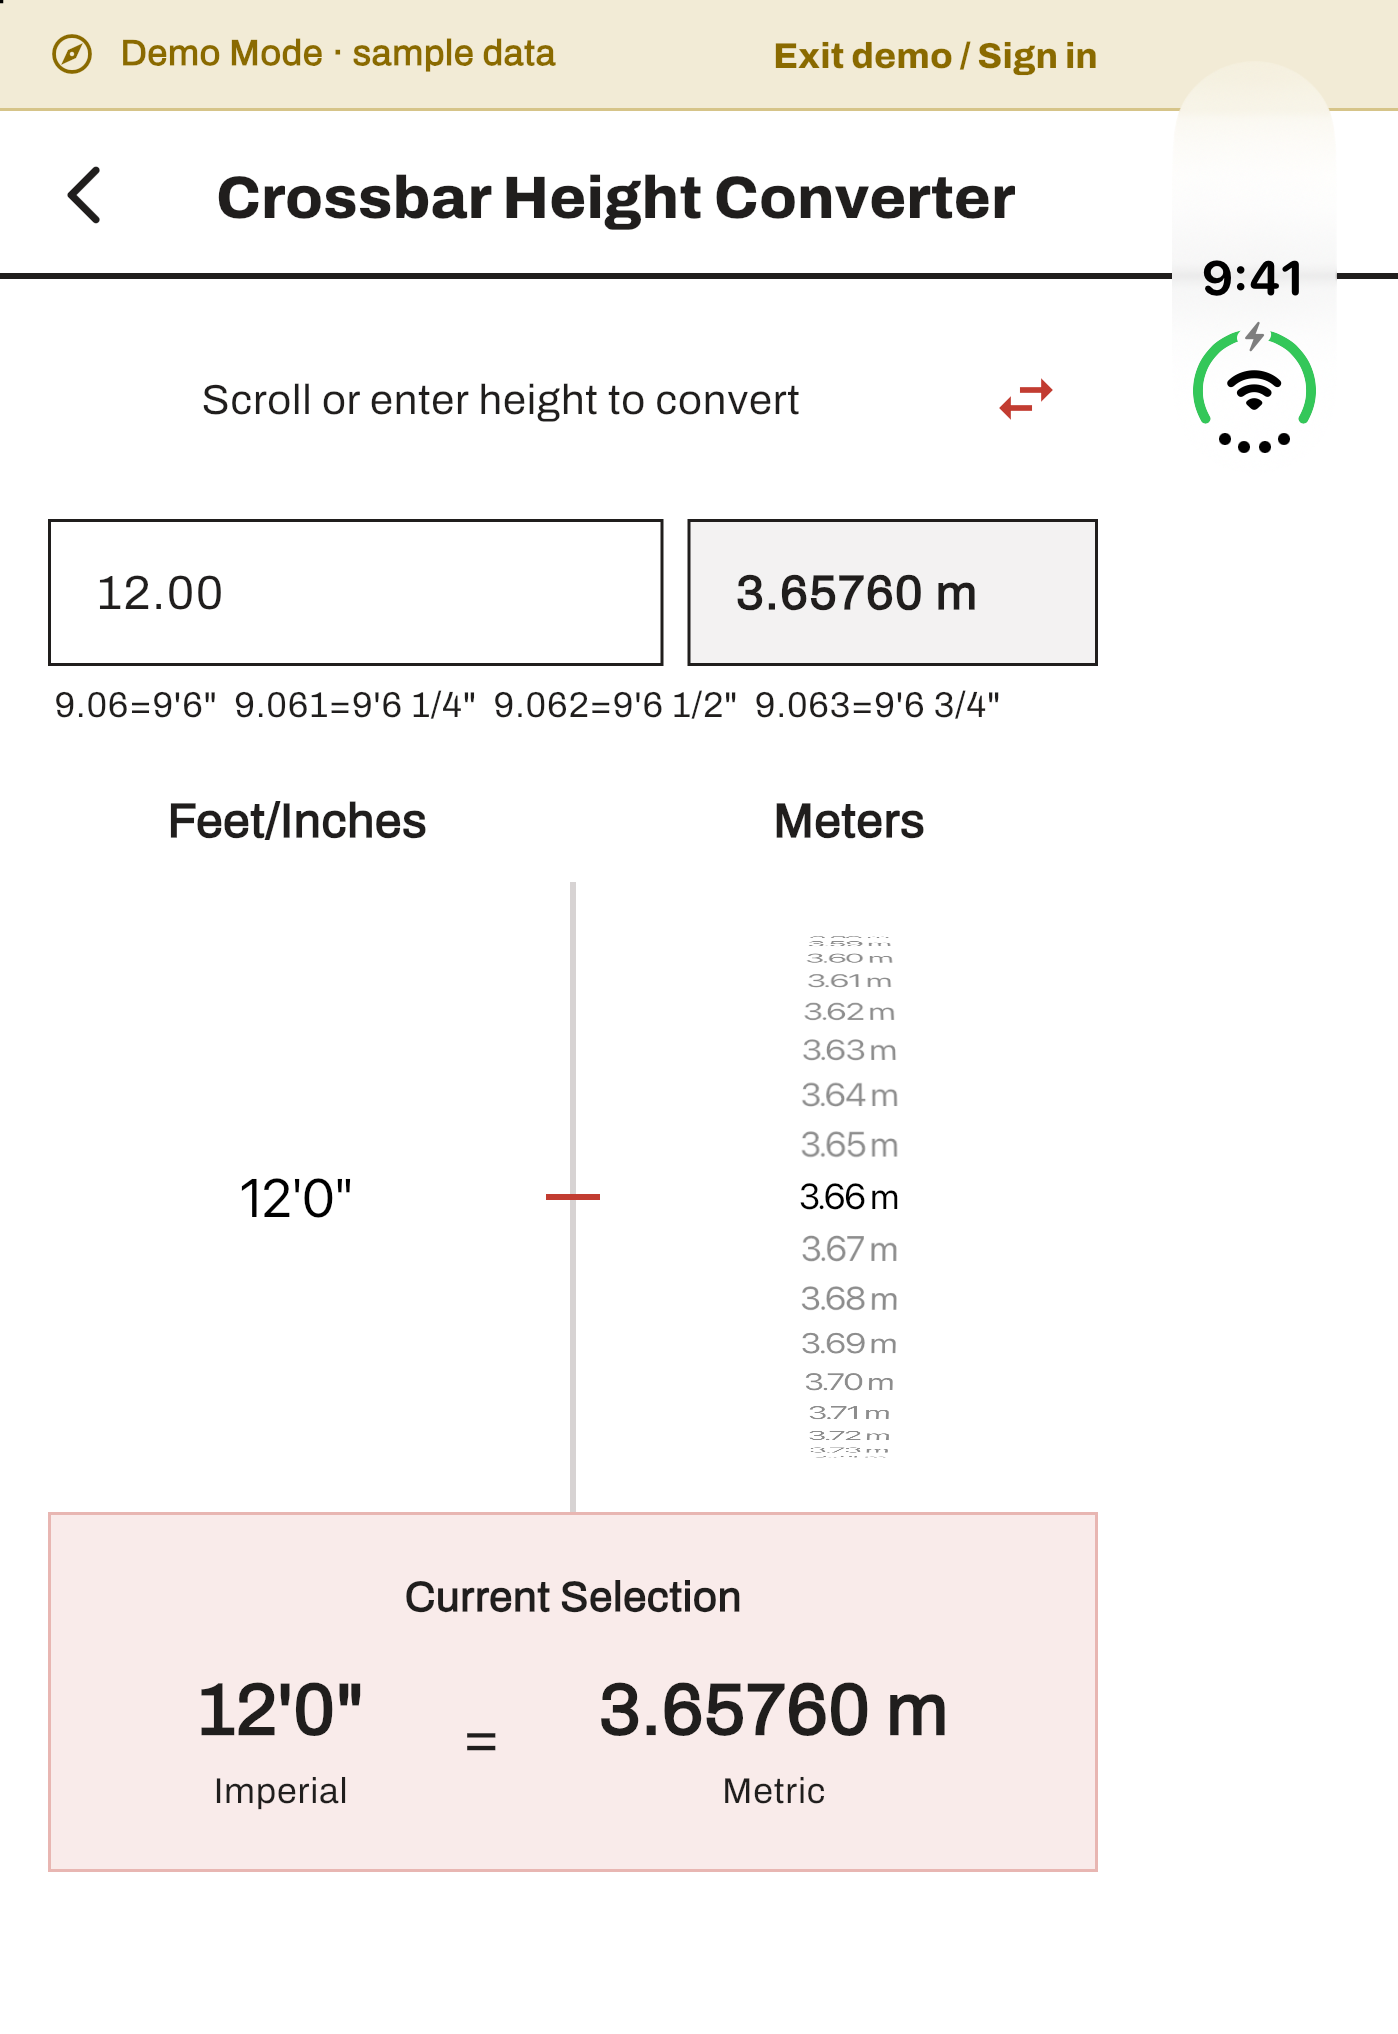 Demo Mode · sample data
Exit demo / Sign in
Crossbar Height Converter
9:41
Scroll or enter height to convert
12.00
3.65760 m
9.06=9'6" 9.061=9'6 1/4" 9.062=9'6 1/2" 9.063=9'6 3/4"
Feet/Inches
Meters
3.59 m
3.60 m
3.61 m
3.62 m
3.63 m
3.64 m
3.65 m
12'0"
3.66 m
3.67 m
3.68 m
3.69 m
3.70 m
3.71 m
3.72 m
3.73 m
Current Selection
12'0"
=
3.65760 m
Imperial
Metric